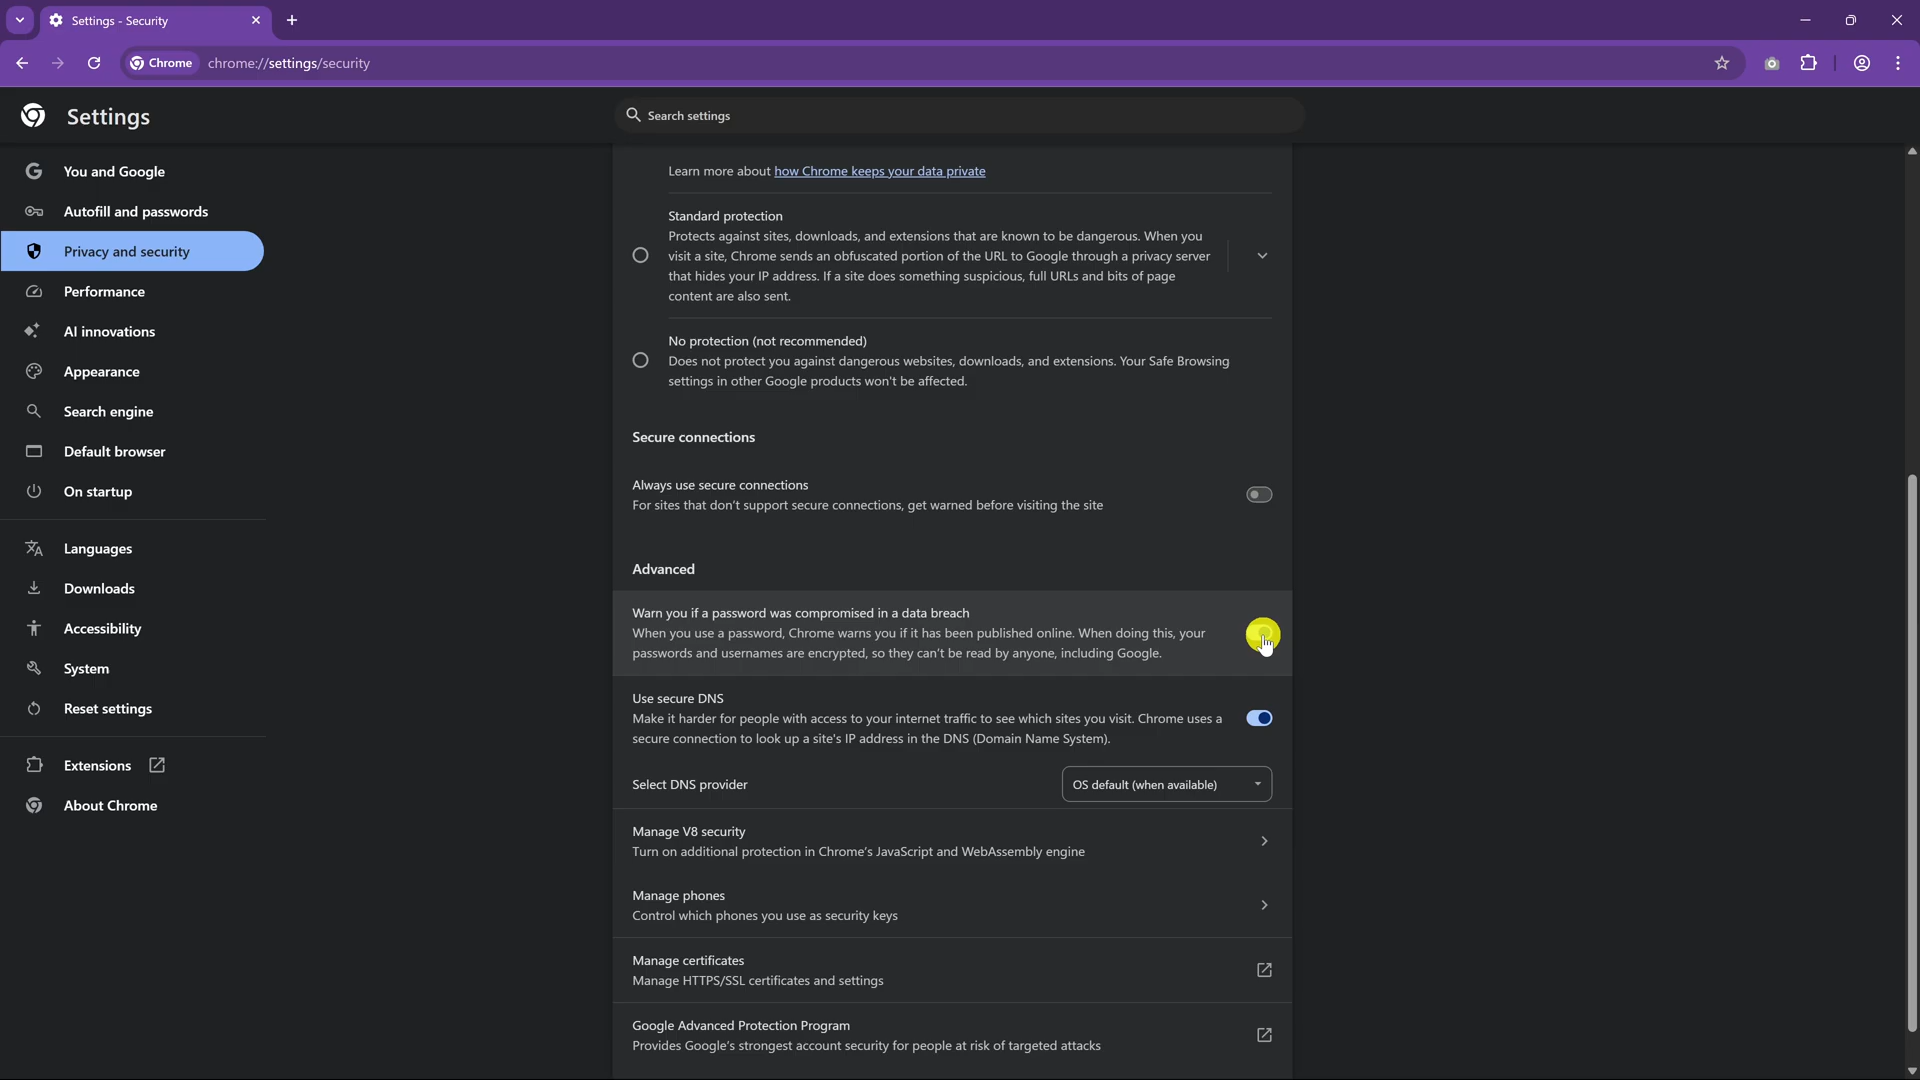 Settings - Security
Chrome
chrome://settings/security
Settings
Search settings
You and Google
Autofill and passwords
Privacy and security
Performance
AI innovations
Appearance
Search engine
Default browser
On startup
Languages
Downloads
Accessibility
System
Reset settings
Extensions
About Chrome
Learn more about how Chrome keeps your data private
Standard protection
Protects against sites, downloads, and extensions that are known to be dangerous. When you
visit a site, Chrome sends an obfuscated portion of the URL to Google through a privacy server
that hides your IP address. If a site does something suspicious, full URLs and bits of page
content are also sent.
No protection (not recommended)
Does not protect you against dangerous websites, downloads, and extensions. Your Safe Browsing
settings in other Google products won't be affected.
Secure connections
Always use secure connections
For sites that don't support secure connections, get warned before visiting the site
Advanced
Warn you if a password was compromised in a data breach
When you use a password, Chrome warns you if it has been published online. When doing this, your
passwords and usernames are encrypted, so they can't be read by anyone, including Google.
Use secure DNS
Make it harder for people with access to your internet traffic to see which sites you visit. Chrome uses a
secure connection to look up a site's IP address in the DNS (Domain Name System).
Select DNS provider
OS default (when available)
Manage V8 security
Turn on additional protection in Chrome's JavaScript and WebAssembly engine
Manage phones
Control which phones you use as security keys
Manage certificates
Manage HTTPS/SSL certificates and settings
Google Advanced Protection Program
Provides Google's strongest account security for people at risk of targeted attacks